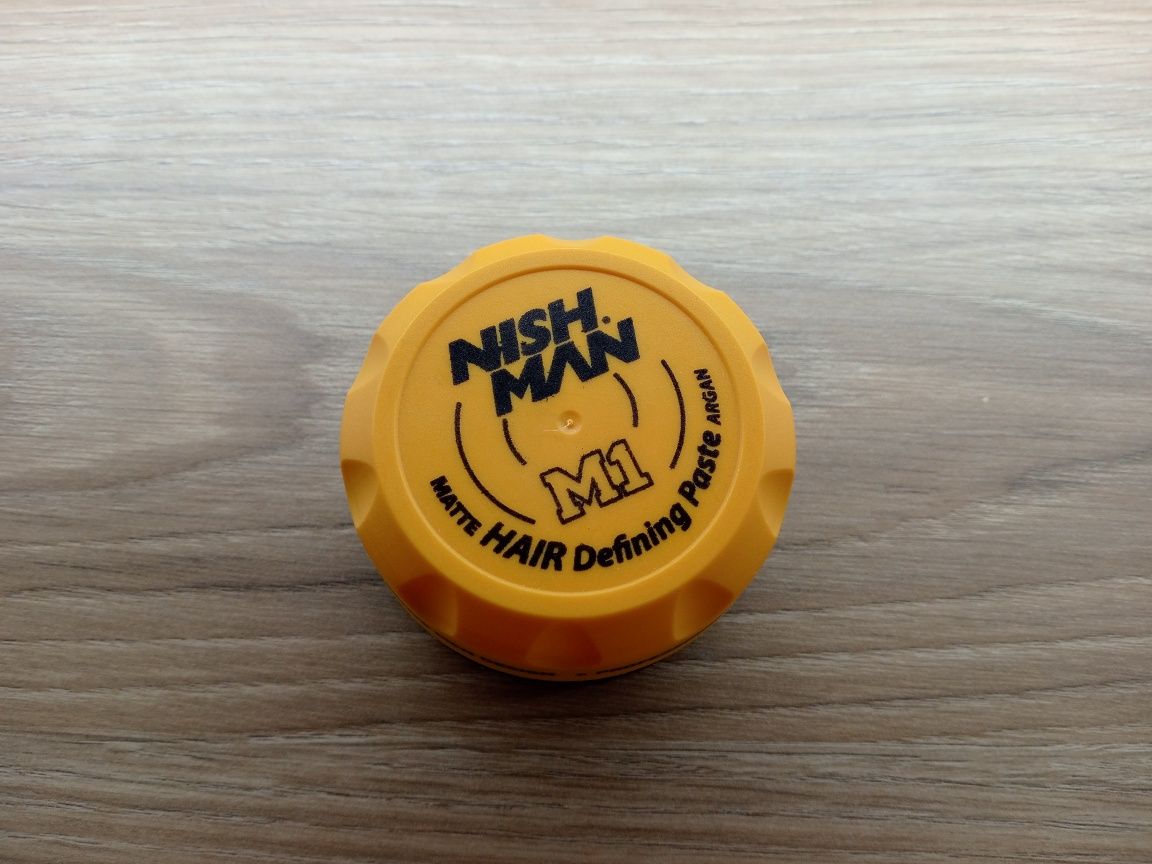 NISH.
MAN
M1
MATTE HAIR Defining Paste ARGAN